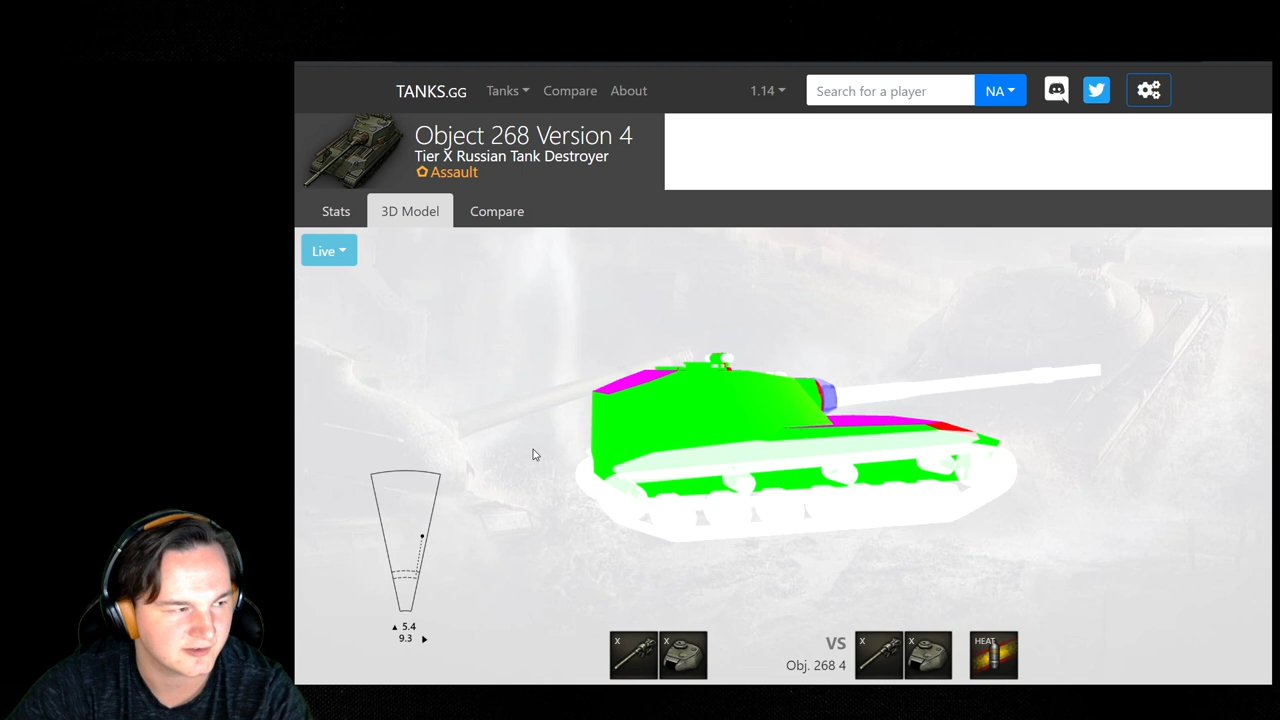 TANKS.GG Tanks Compare About 1.14 Search for a player NA
Object 268 Version 4
Tier X Russian Tank Destroyer
Assault
Stats 3D Model Compare
Live
▲ 5.4
9.3 ▶
X X VS X X HEAT
Obj. 268 4